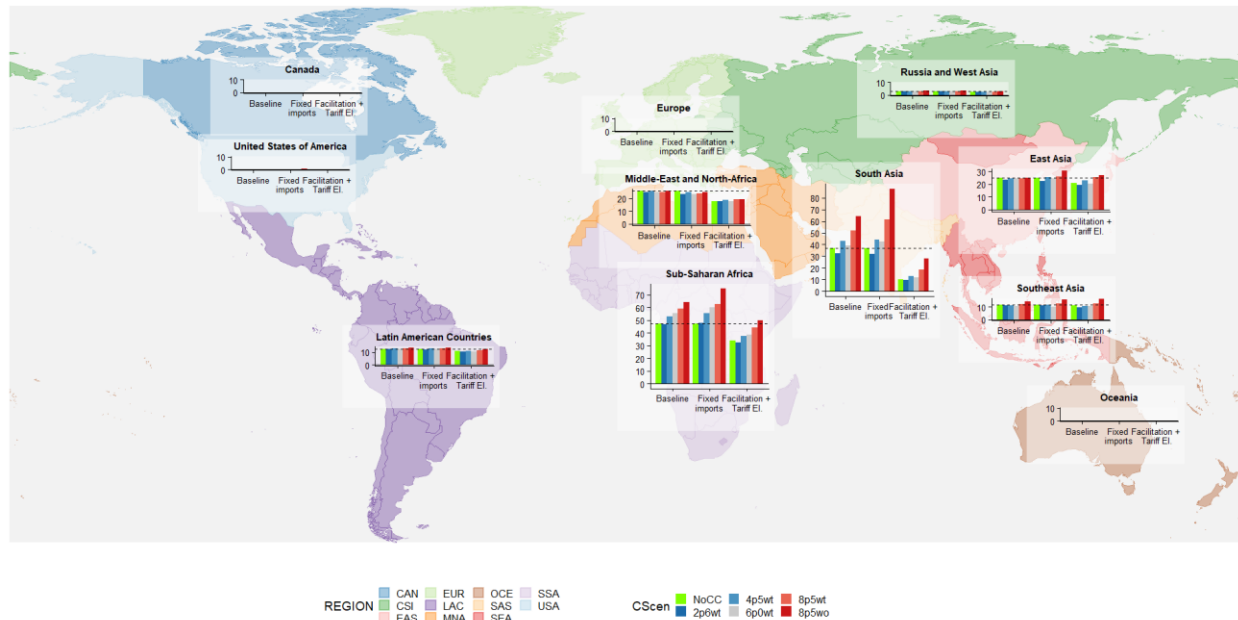 Canada
10
0
Baseline
Fixed imports
Facilitation + Tariff El.
United States of America
10
0
Baseline
Fixed imports
Facilitation + Tariff El.
Latin American Countries
10
0
Baseline
Fixed imports
Facilitation + Tariff El.
Europe
10
0
Baseline
Fixed imports
Facilitation + Tariff El.
Middle-East and North-Africa
20
10
0
Baseline
Fixed imports
Facilitation + Tariff El.
Sub-Saharan Africa
70
60
50
40
30
20
10
0
Baseline
Fixed imports
Facilitation + Tariff El.
Russia and West Asia
10
0
Baseline
Fixed imports
Facilitation + Tariff El.
South Asia
80
70
60
50
40
30
20
10
0
Baseline
Fixed imports
Facilitation + Tariff El.
East Asia
30
20
10
0
Baseline
Fixed imports
Facilitation + Tariff El.
Southeast Asia
10
0
Baseline
Fixed imports
Facilitation + Tariff El.
Oceania
10
0
Baseline
Fixed imports
Facilitation + Tariff El.
REGION
CAN EUR OCE SSA
CSI LAC SAS USA
EAS MNA SEA
CScen
NoCC 4p5wt 8p5wt
2p6wt 6p0wt 8p5wo